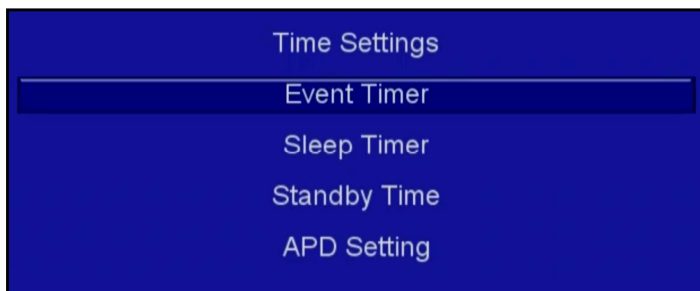 Time Settings
Event Timer
Sleep Timer
Standby Time
APD Setting